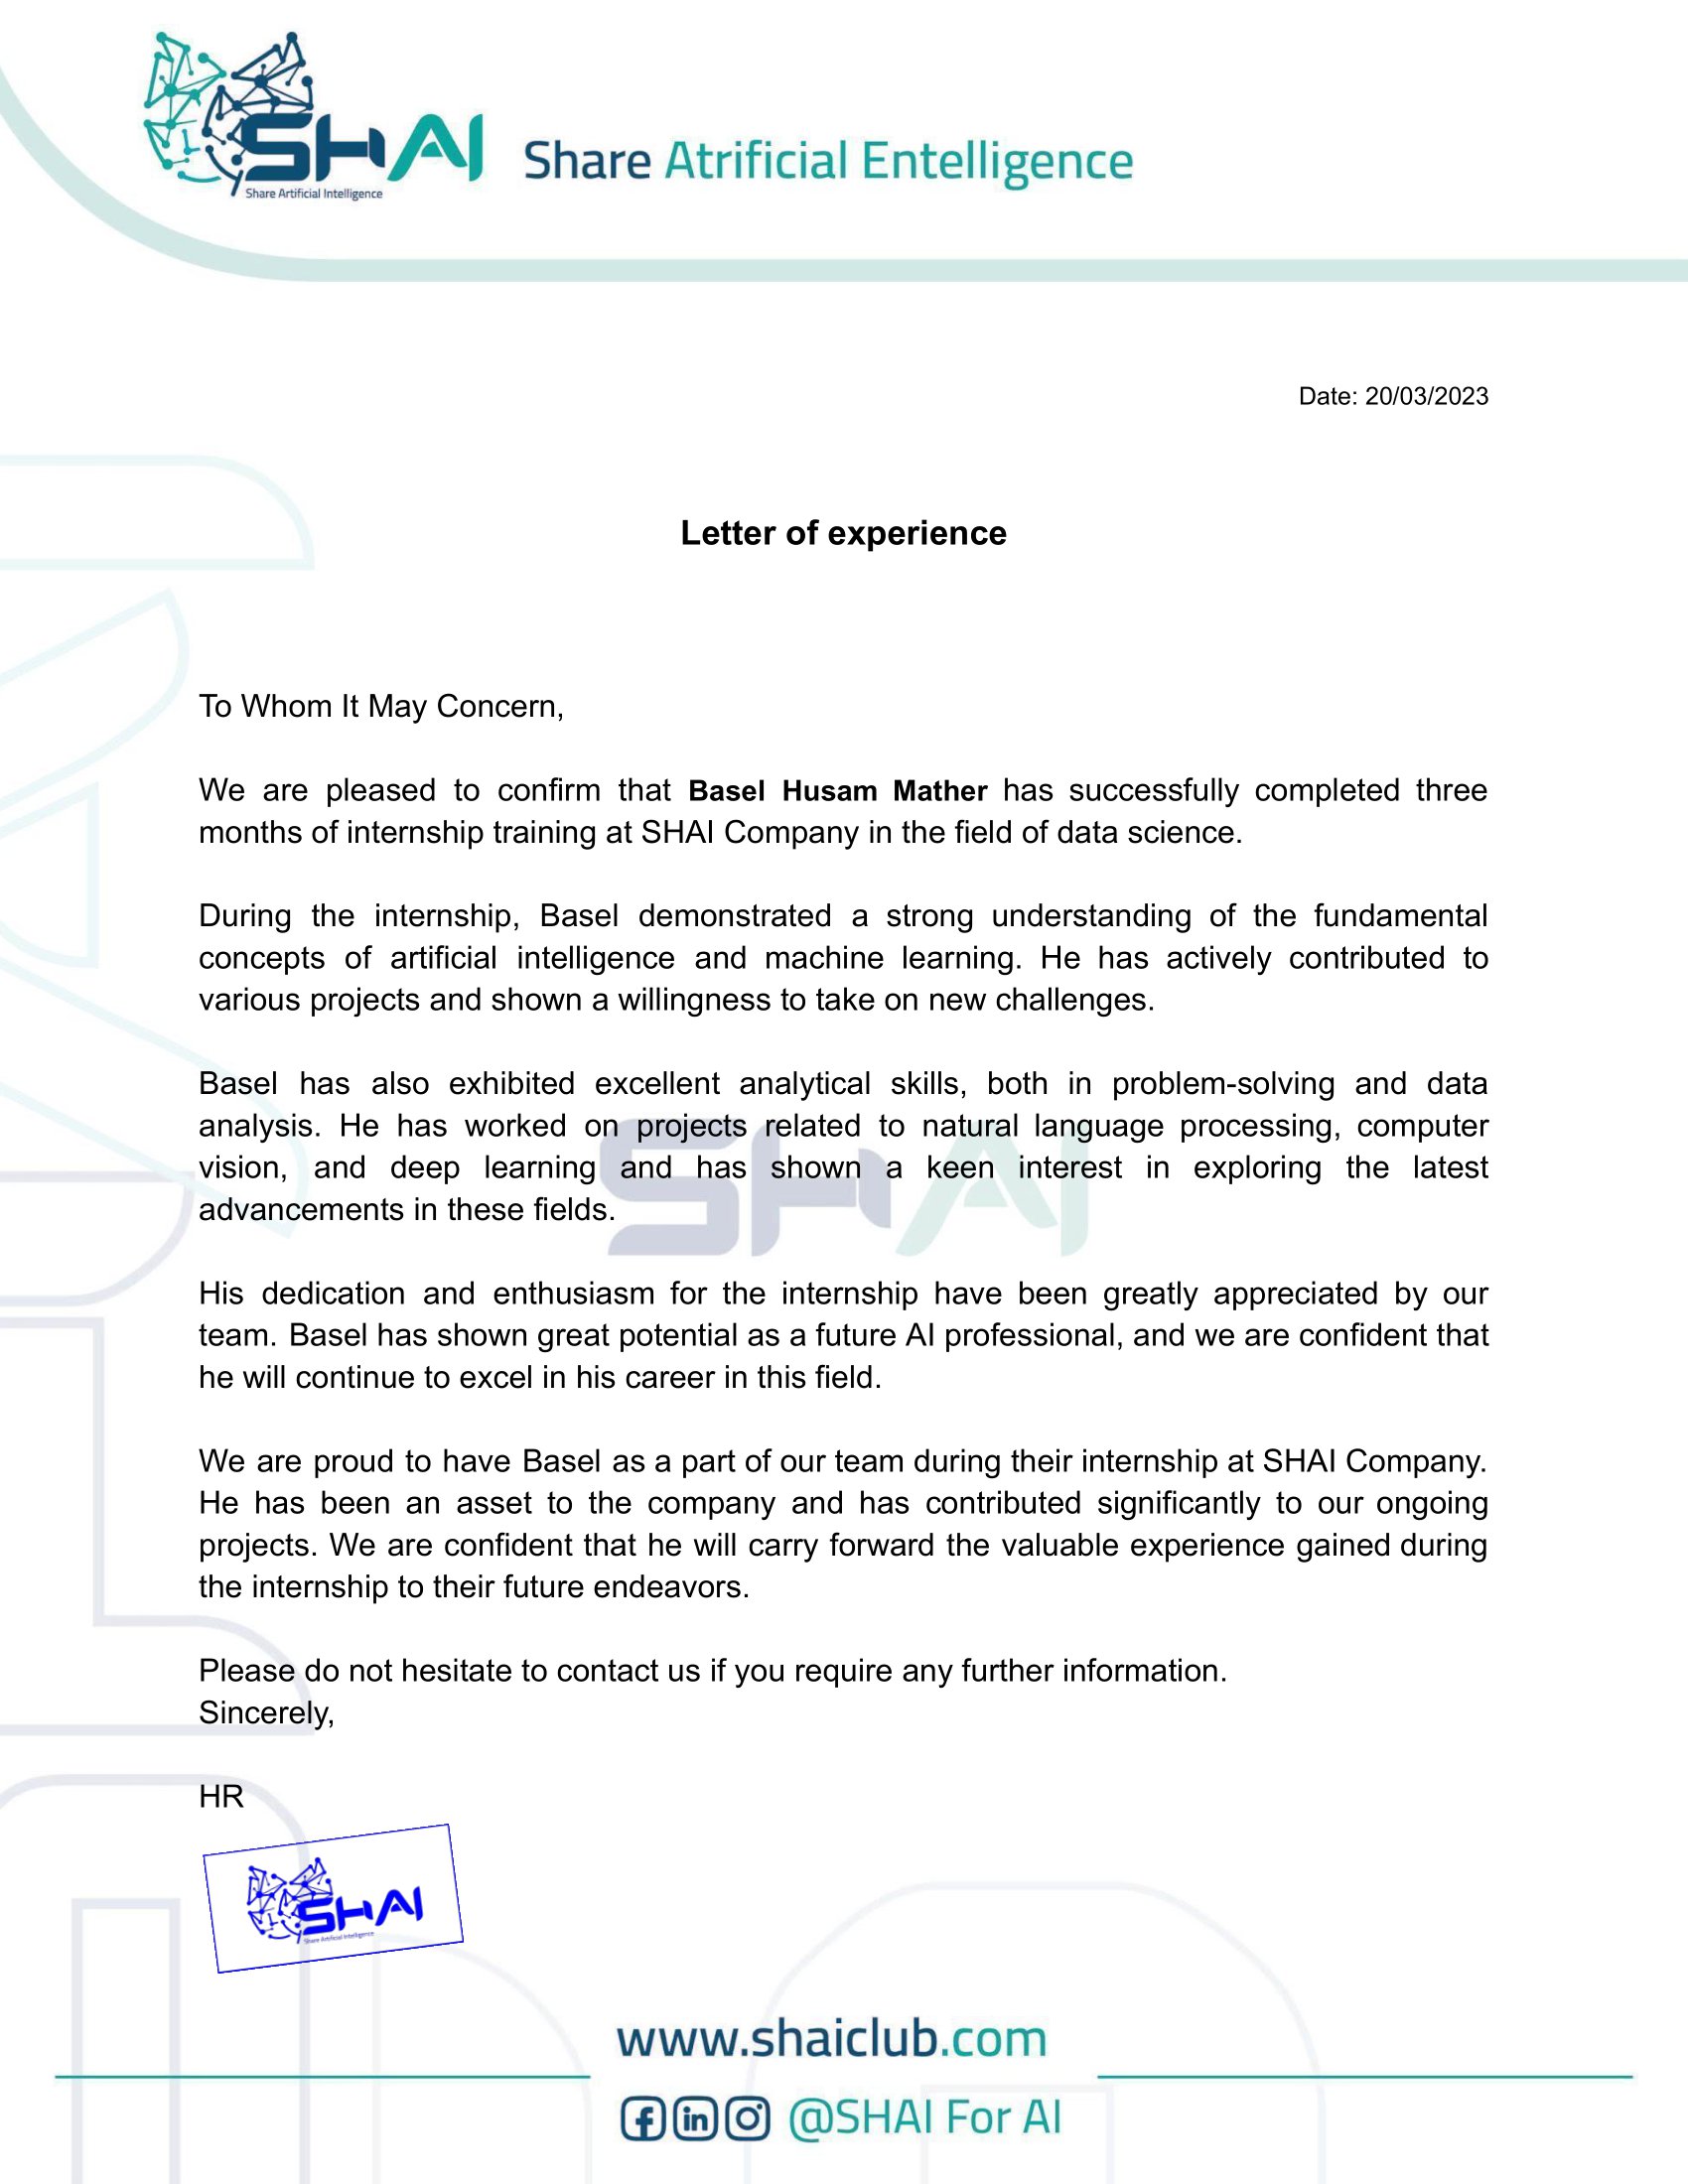 SHAI
Share Artificial Intelligence
Share Atrificial Entelligence
Date: 20/03/2023
Letter of experience
To Whom It May Concern,
We are pleased to confirm that Basel Husam Mather has successfully completed three
months of internship training at SHAI Company in the field of data science.
During the internship, Basel demonstrated a strong understanding of the fundamental
concepts of artificial intelligence and machine learning. He has actively contributed to
various projects and shown a willingness to take on new challenges.
Basel has also exhibited excellent analytical skills, both in problem-solving and data
analysis. He has worked on projects related to natural language processing, computer
vision, and deep learning and has shown a keen interest in exploring the latest
advancements in these fields.
SHAI
His dedication and enthusiasm for the internship have been greatly appreciated by our
team. Basel has shown great potential as a future AI professional, and we are confident that
he will continue to excel in his career in this field.
We are proud to have Basel as a part of our team during their internship at SHAI Company.
He has been an asset to the company and has contributed significantly to our ongoing
projects. We are confident that he will carry forward the valuable experience gained during
the internship to their future endeavors.
Please do not hesitate to contact us if you require any further information.
Sincerely,
HR
SHAI
Share Artificial Intelligence
www.shaiclub.com
@SHAI For AI